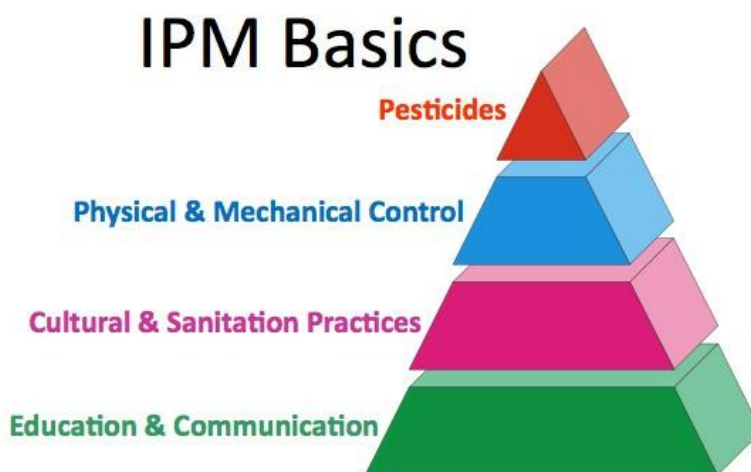 IPM Basics
Pesticides
Physical & Mechanical Control
Cultural & Sanitation Practices
Education & Communication